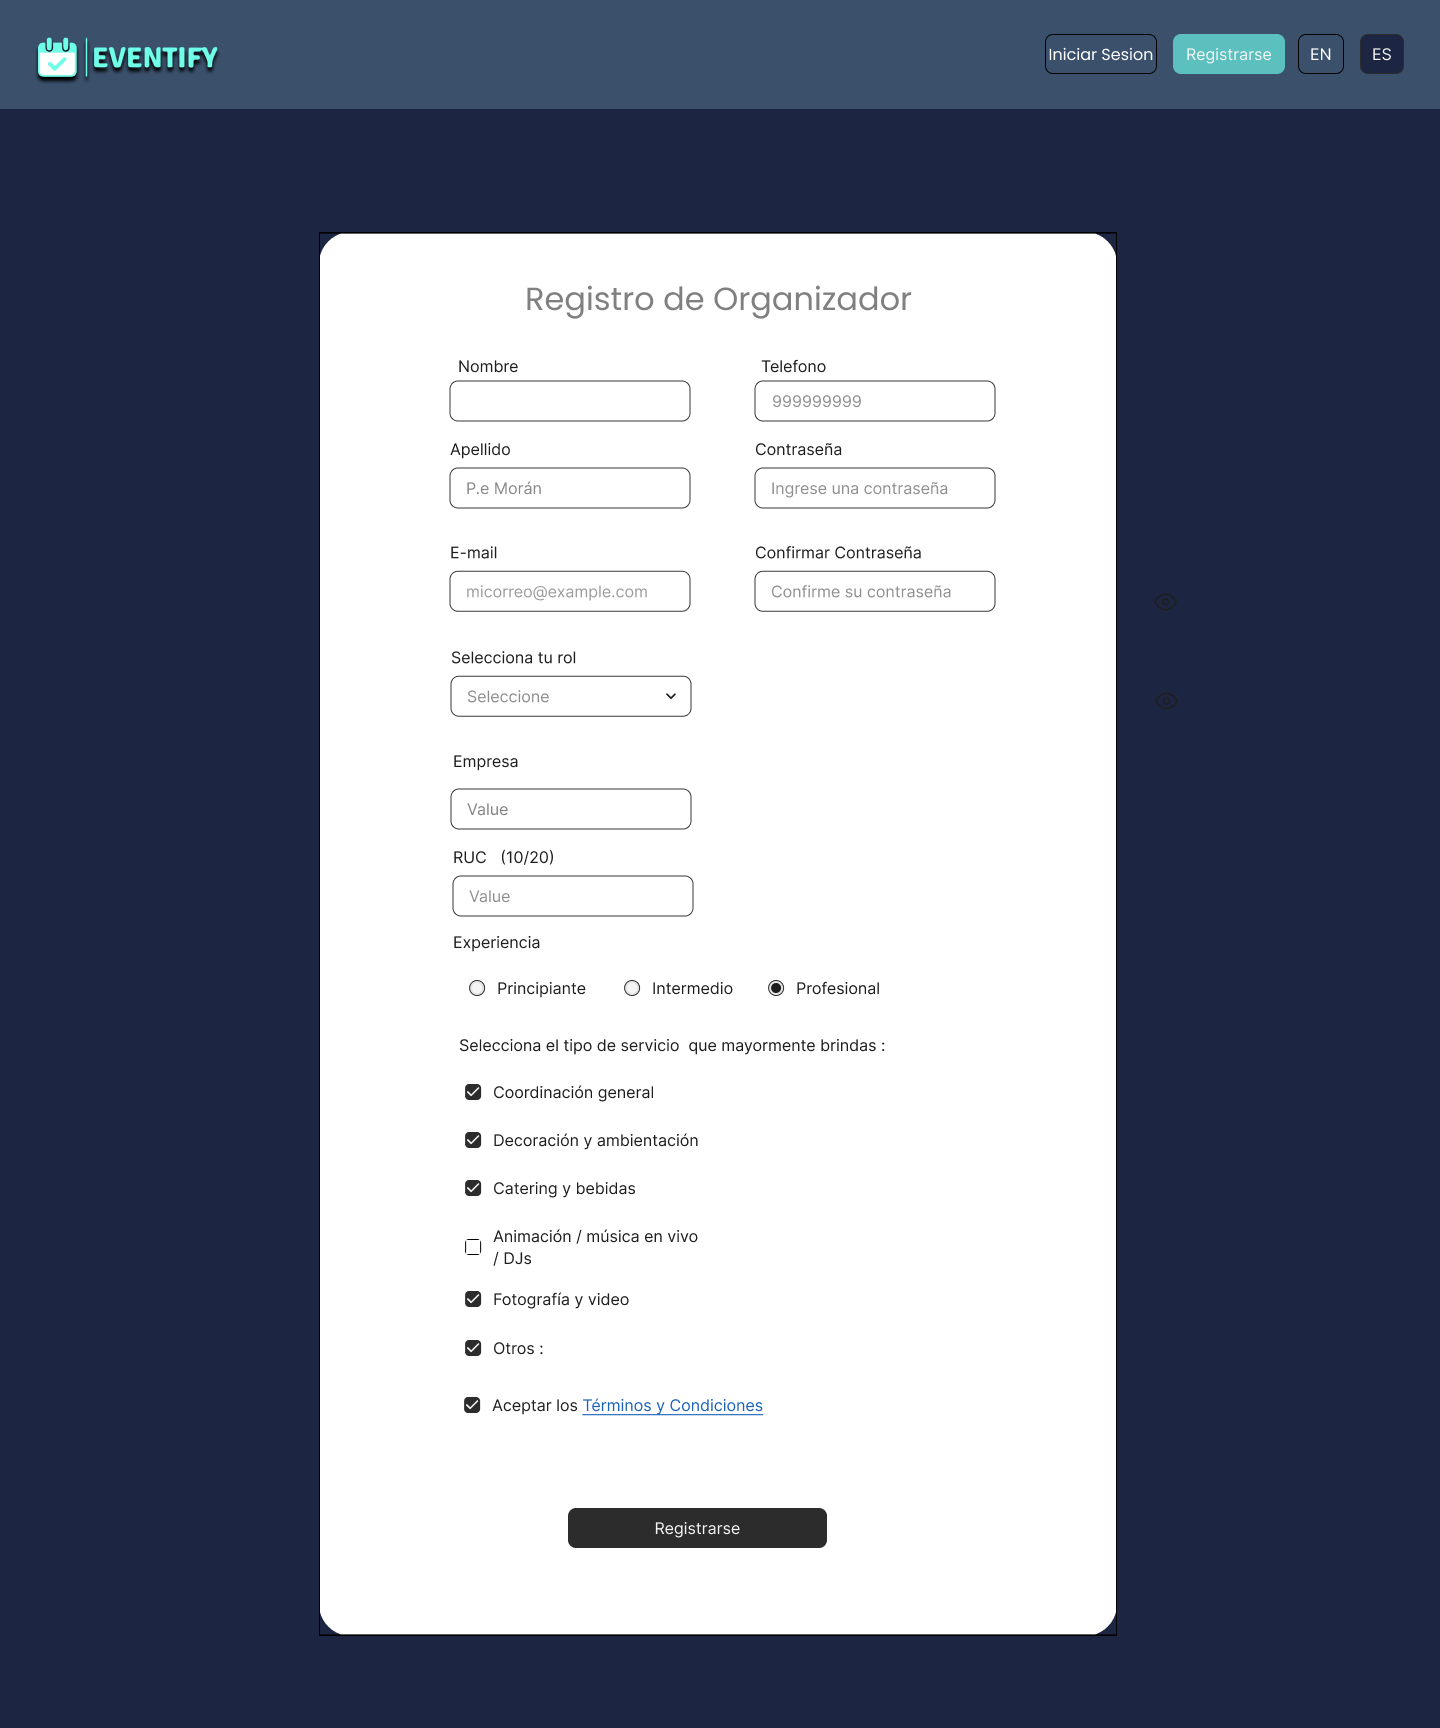 EVENTIFY
Iniciar Sesion
Registrarse
EN
ES
Registro de Organizador
Nombre
Telefono
999999999
Apellido
Contraseña
P.e Morán
Ingrese una contraseña
E-mail
Confirmar Contraseña
micorreo@example.com
Confirme su contraseña
Selecciona tu rol
Seleccione
Empresa
Value
RUC (10/20)
Value
Experiencia
Principiante
Intermedio
Profesional
Selecciona el tipo de servicio que mayormente brindas :
Coordinación general
Decoración y ambientación
Catering y bebidas
Animación / música en vivo
/ DJs
Fotografía y video
Otros :
Aceptar los Términos y Condiciones
Registrarse